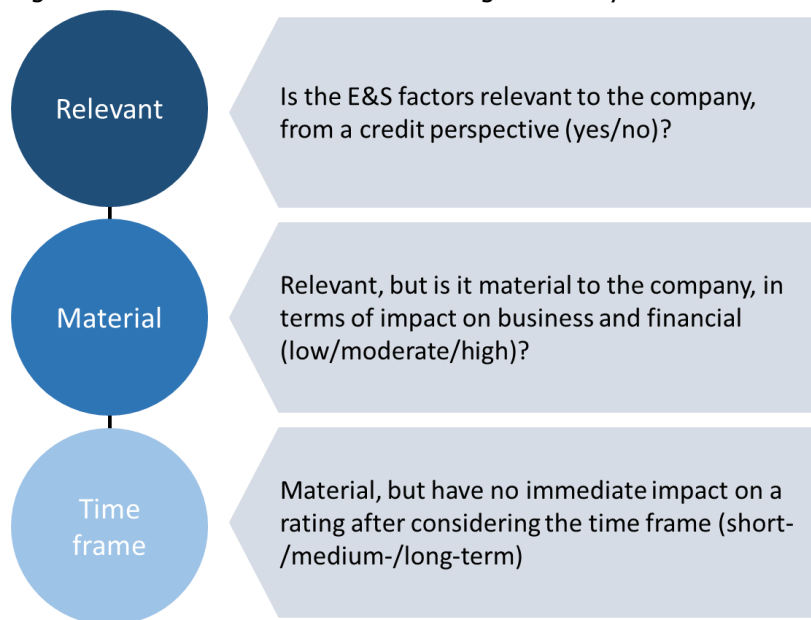 Relevant
Is the E&S factors relevant to the company,
from a credit perspective (yes/no)?
Material
Relevant, but is it material to the company, in
terms of impact on business and financial
(low/moderate/high)?
Time
frame
Material, but have no immediate impact on a
rating after considering the time frame (short-
/medium-/long-term)